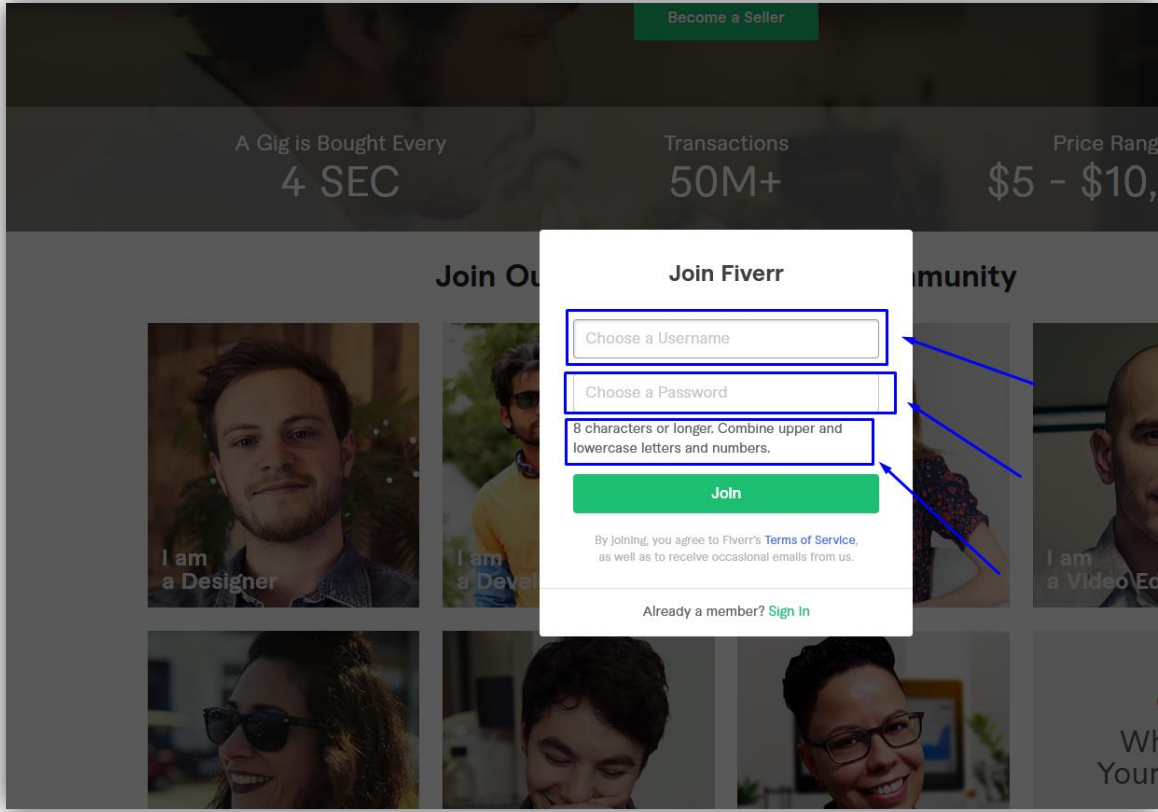 Become a Seller
A Gig is Bought Every
4 SEC
Transactions
50M+
Price Rang
$5 - $10,
Join Ou
mmunity
Join Fiverr
Choose a Username
Choose a Password
8 characters or longer. Combine upper and
lowercase letters and numbers.
Join
By joining, you agree to Fiverr's Terms of Service,
as well as to receive occasional emails from us.
Already a member? Sign In
I am
a Designer
I am
a Devel
I am
a Video Ed
Wh
Your